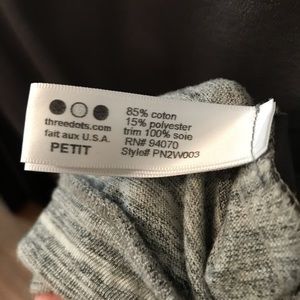 threedots.com
fait aux U.S.A.
PETIT
85% coton
15% polyester
trim 100% soie
RN# 94070
Style# PN2W003